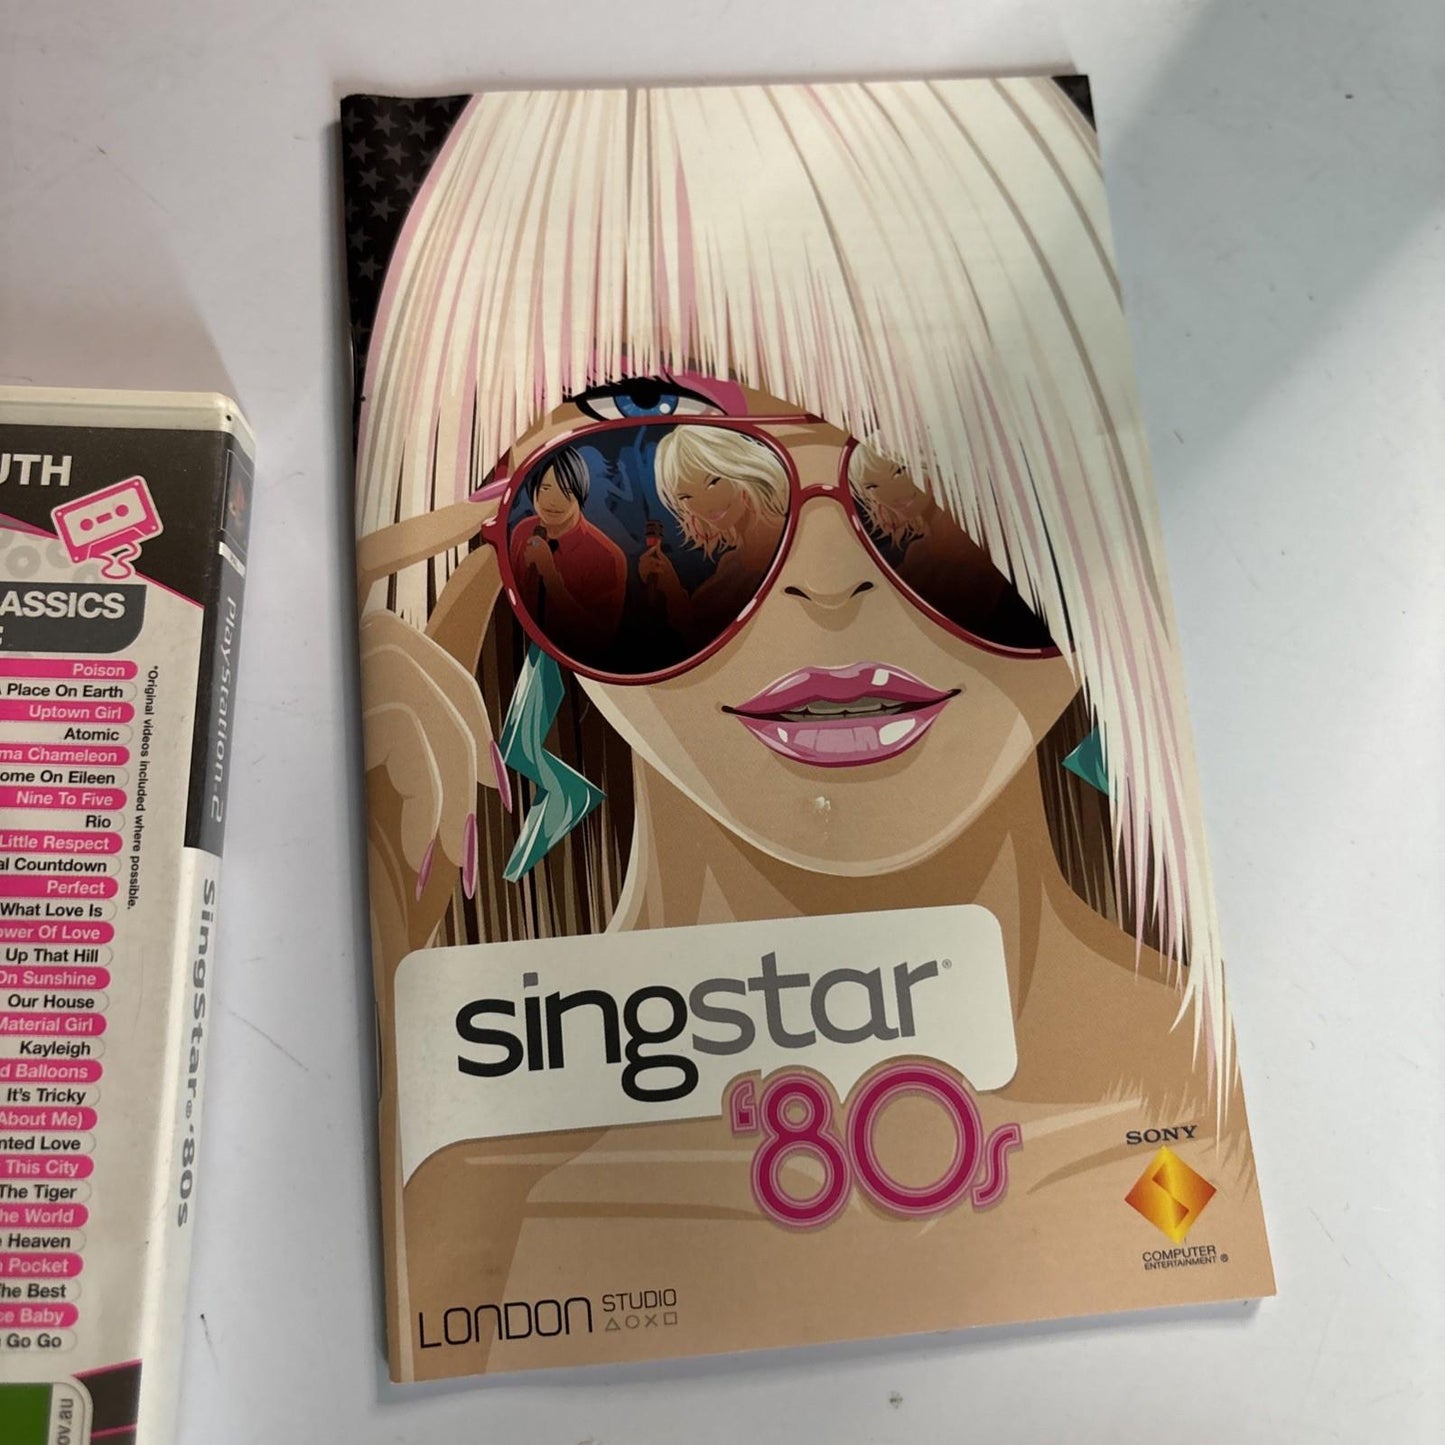 UTH
ASSICS
Poison
Place On Earth
Uptown Girl
Atomic
ma Chameleon
ome On Eileen
Nine To Five
Rio
Little Respect
al Countdown
Perfect
What Love Is
ower Of Love
Up That Hill
On Sunshine
Our House
Material Girl
Kayleigh
d Balloons
It's Tricky
About Me)
nted Love
This City
The Tiger
he World
Heaven
Pocket
The Best
ce Baby
Go Go
*Original videos included where possible.
ov.au
PlayStation.2
SingStar® '80s
singstar®
'80s
SONY
COMPUTER
ENTERTAINMENT ®
LONDON STUDIO
△○X□